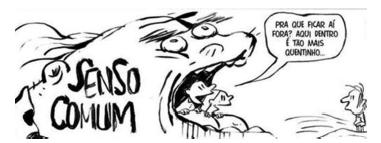 SENSO
COMUM
PRA QUE FICAR AÍ
FORA? AQUI DENTRO
É TÃO MAIS
QUENTINHO...